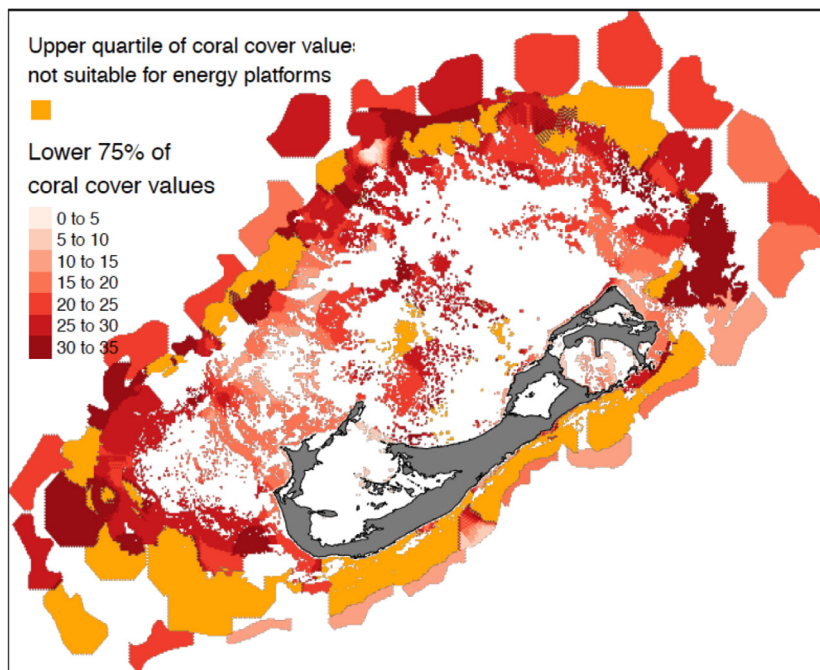 Upper quartile of coral cover values
not suitable for energy platforms
Lower 75% of
coral cover values
0 to 5
5 to 10
10 to 15
15 to 20
20 to 25
25 to 30
30 to 35